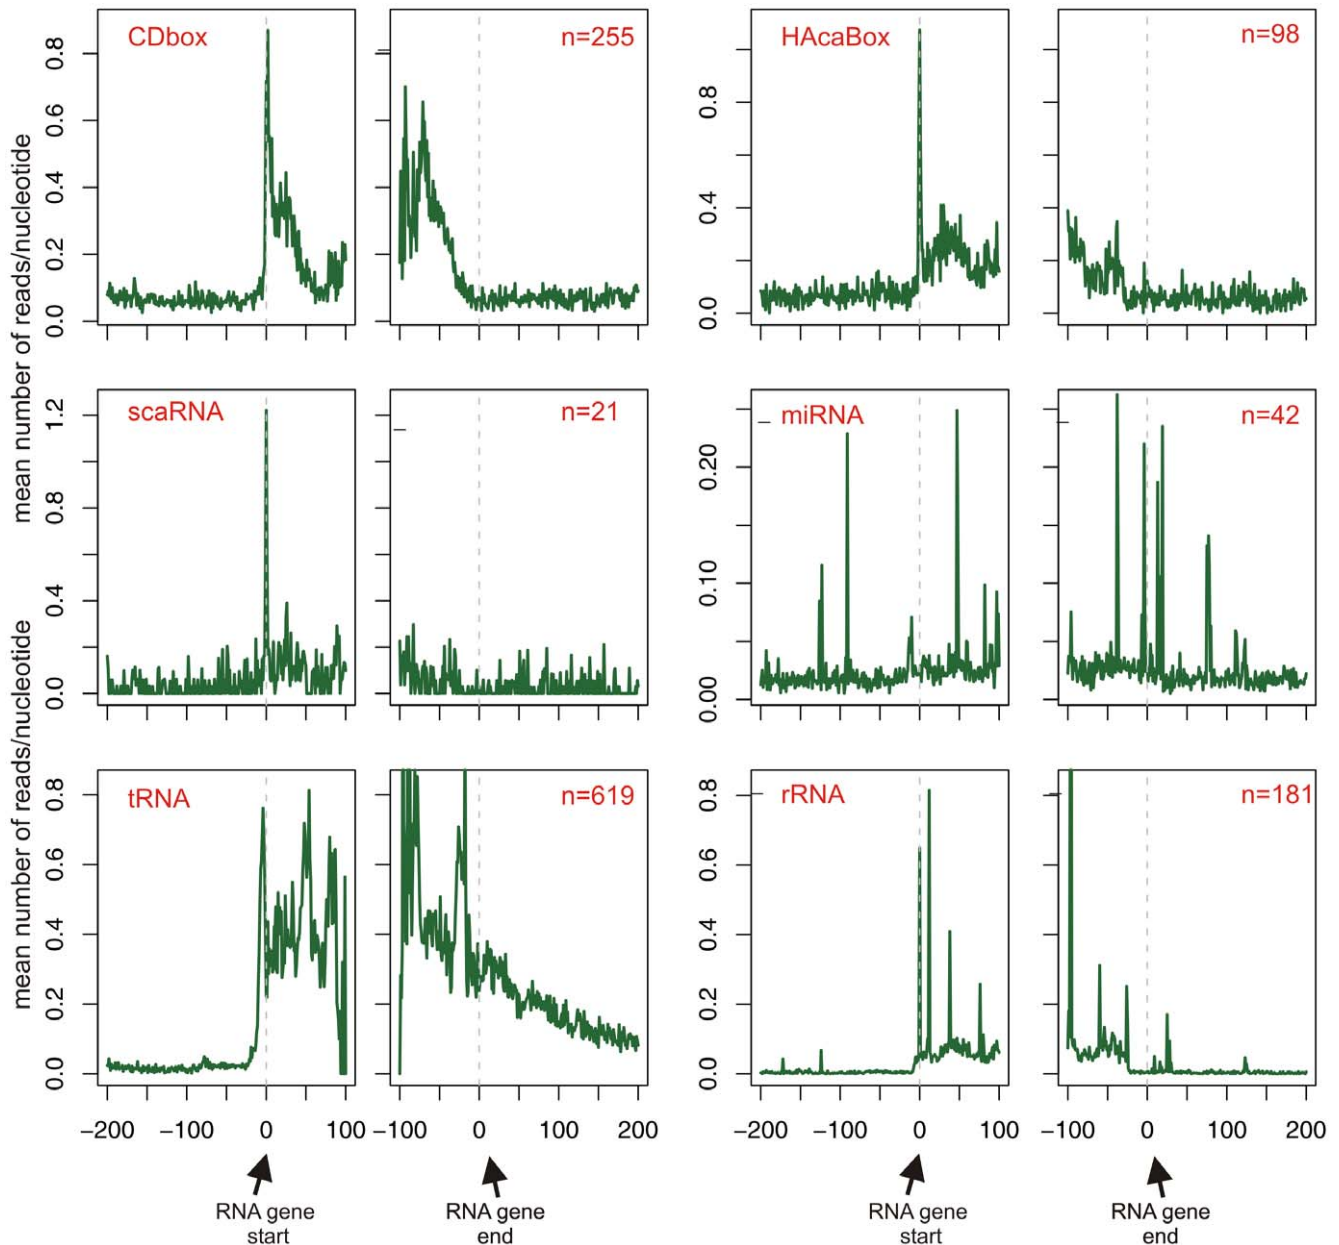 CDbox
n=255
HAcaBox
n=98
mean number of reads/nucleotide
0.8
0.6
0.4
0.2
0.0
0.8
0.4
0.0
scaRNA
n=21
miRNA
n=42
mean number of reads/nucleotide
1.2
0.8
0.4
0.0
0.20
0.10
0.00
tRNA
n=619
rRNA
n=181
0.8
0.6
0.4
0.2
0.0
0.8
0.6
0.4
0.2
0.0
−200 −100 0 100 −100 0 100 200 −200 −100 0 100 −100 0 100 200
RNA gene
start
RNA gene
end
RNA gene
start
RNA gene
end